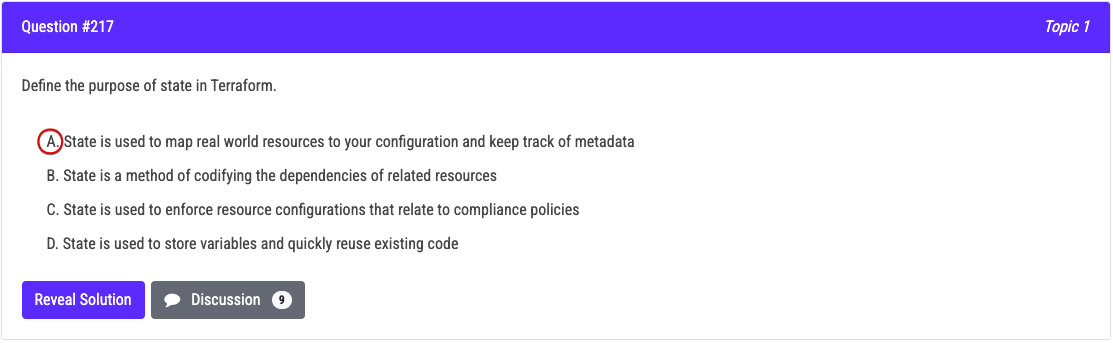 Question #217 Topic 1
Define the purpose of state in Terraform.
A. State is used to map real world resources to your configuration and keep track of metadata
B. State is a method of codifying the dependencies of related resources
C. State is used to enforce resource configurations that relate to compliance policies
D. State is used to store variables and quickly reuse existing code
Reveal Solution Discussion 9